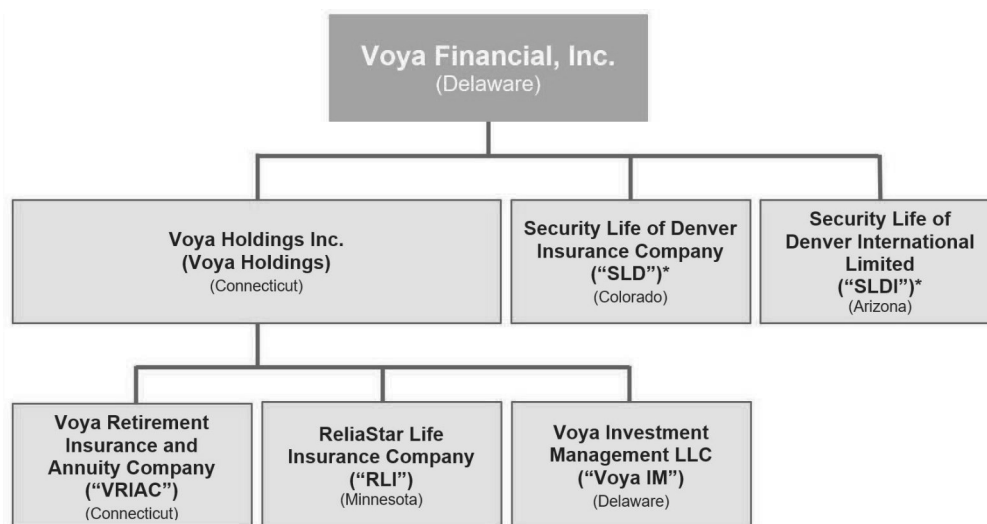 Voya Financial, Inc.
(Delaware)
Voya Holdings Inc.
(Voya Holdings)
(Connecticut)
Security Life of Denver
Insurance Company
(“SLD”)*
(Colorado)
Security Life of
Denver International
Limited
(“SLDI”)*
(Arizona)
Voya Retirement
Insurance and
Annuity Company
(“VRIAC”)
(Connecticut)
ReliaStar Life
Insurance Company
(“RLI”)
(Minnesota)
Voya Investment
Management LLC
(“Voya IM”)
(Delaware)